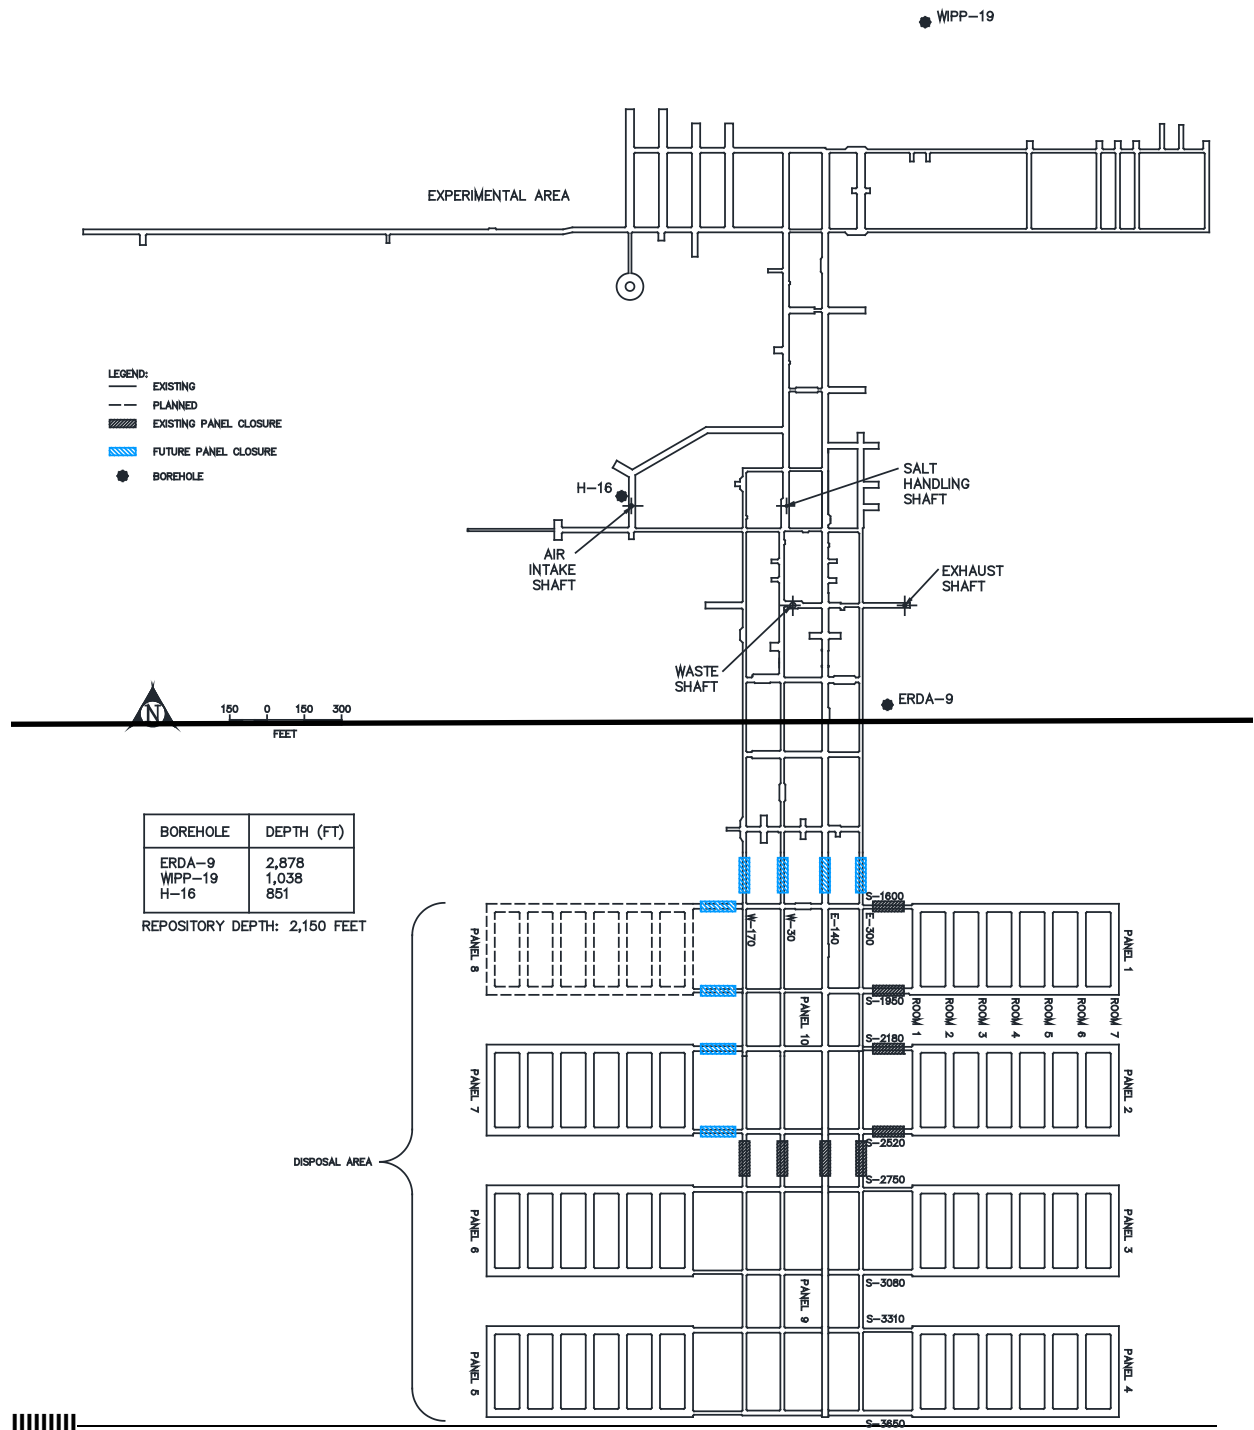 WIPP-19
EXPERIMENTAL AREA
LEGEND:
EXISTING
PLANNED
EXISTING PANEL CLOSURE
FUTURE PANEL CLOSURE
BOREHOLE
H-16
SALT
HANDLING
SHAFT
AIR
INTAKE
SHAFT
EXHAUST
SHAFT
WASTE
SHAFT
ERDA-9
N
150 0 150 300
FEET
BOREHOLE DEPTH (FT)
ERDA-9 2,878
WIPP-19 1,038
H-16 851
REPOSITORY DEPTH: 2,150 FEET
S-1600
W-170
W-30
E-140
E-300
PANEL 8
PANEL 1
S-1950
ROOM 1
ROOM 2
ROOM 3
ROOM 4
ROOM 5
ROOM 6
ROOM 7
PANEL 10
S-2180
PANEL 7
PANEL 2
S-2520
DISPOSAL AREA
S-2750
PANEL 6
PANEL 3
S-3080
PANEL 9
S-3310
PANEL 5
PANEL 4
S-3650